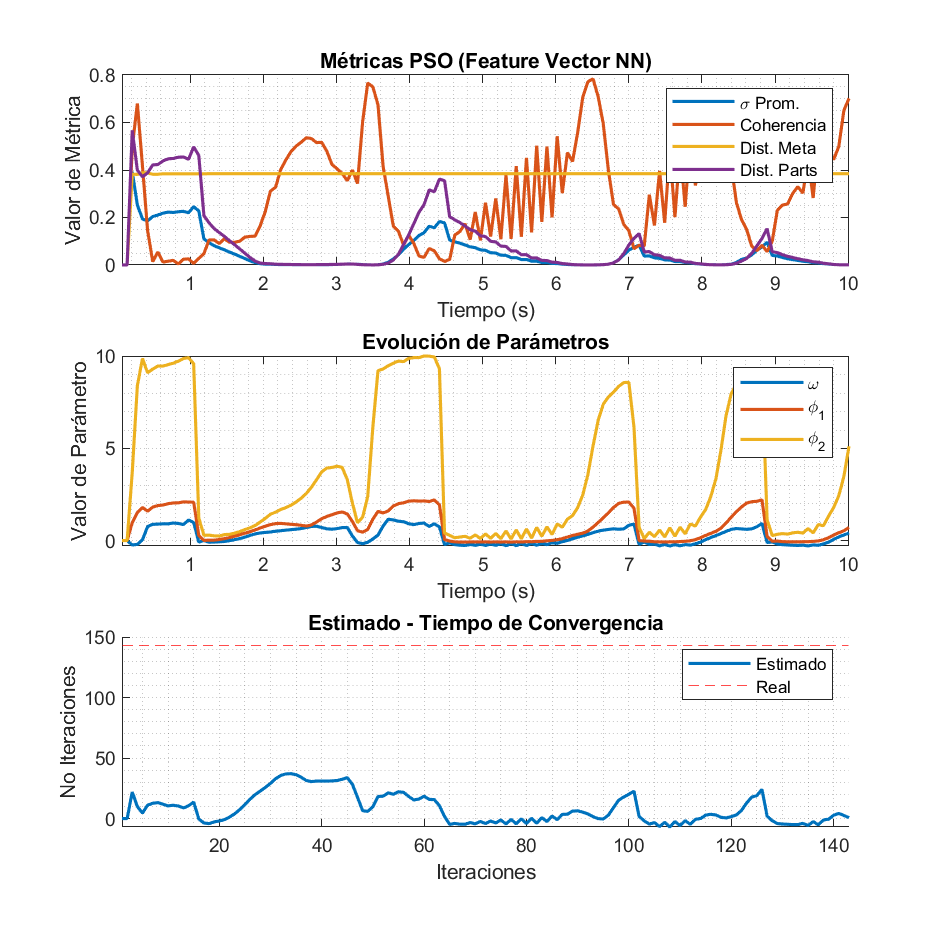 Métricas PSO (Feature Vector NN)
Valor de Métrica
0.8
0.6
0.4
0.2
0
σ Prom.
Coherencia
Dist. Meta
Dist. Parts
1 2 3 4 5 6 7 8 9 10
Tiempo (s)
Evolución de Parámetros
Valor de Parámetro
10
5
0
ω
ϕ1
ϕ2
1 2 3 4 5 6 7 8 9 10
Tiempo (s)
Estimado - Tiempo de Convergencia
No Iteraciones
150
100
50
0
Estimado
Real
20 40 60 80 100 120 140
Iteraciones